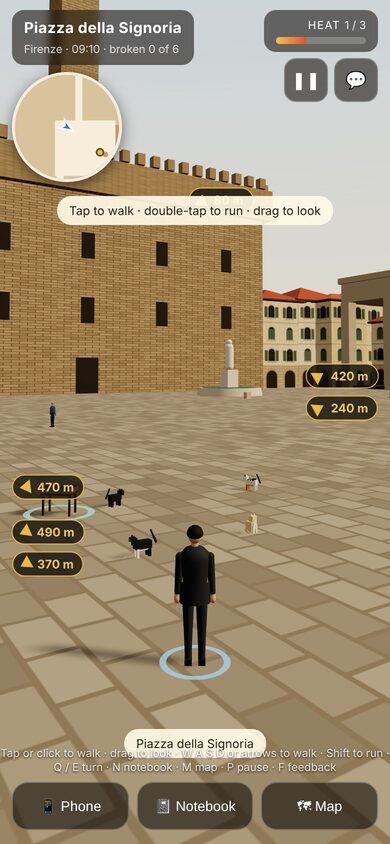 Piazza della Signoria
Firenze · 09:10 · broken 0 of 6
HEAT 1 / 3
80 m
Tap to walk · double-tap to run · drag to look
420 m
240 m
470 m
490 m
370 m
Piazza della Signoria
Tap or click to walk · drag to look · W A S D or arrows to walk · Shift to run ·
Q / E turn · N notebook · M map · P pause · F feedback
Phone
Notebook
Map